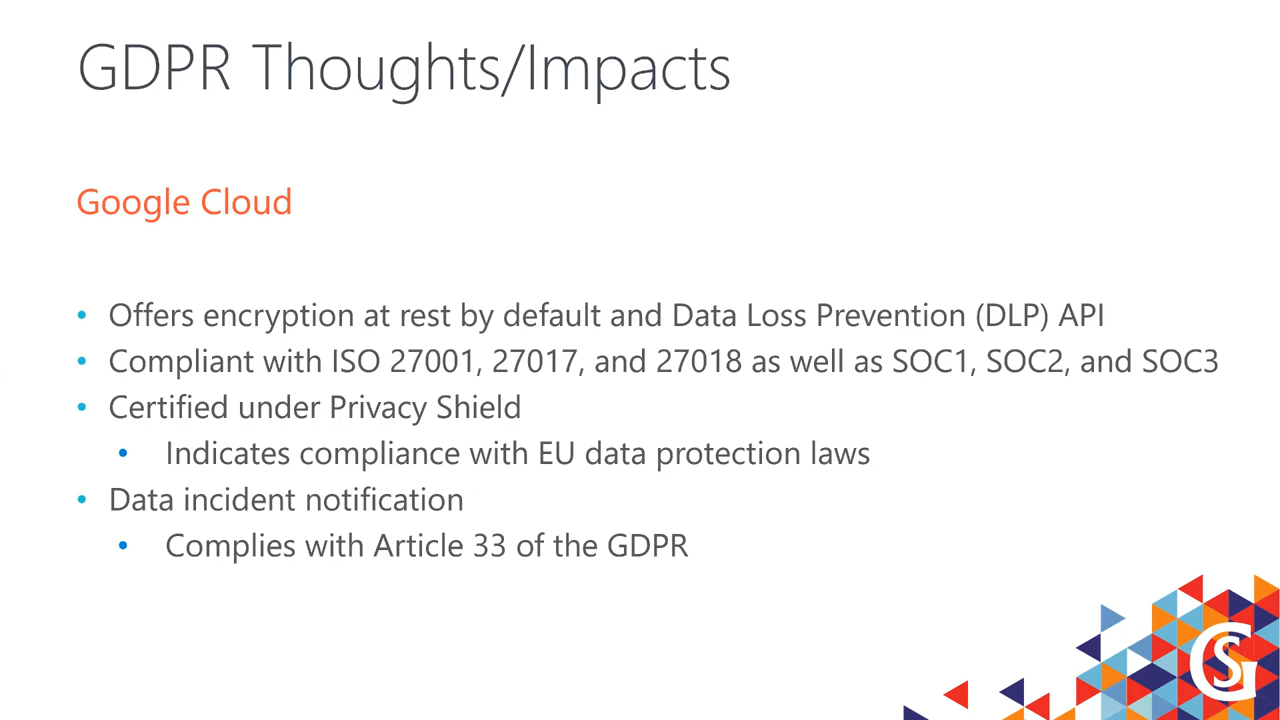 GDPR Thoughts/Impacts
Google Cloud
• Offers encryption at rest by default and Data Loss Prevention (DLP) API
• Compliant with ISO 27001, 27017, and 27018 as well as SOC1, SOC2, and SOC3
• Certified under Privacy Shield
• Indicates compliance with EU data protection laws
• Data incident notification
• Complies with Article 33 of the GDPR
GS